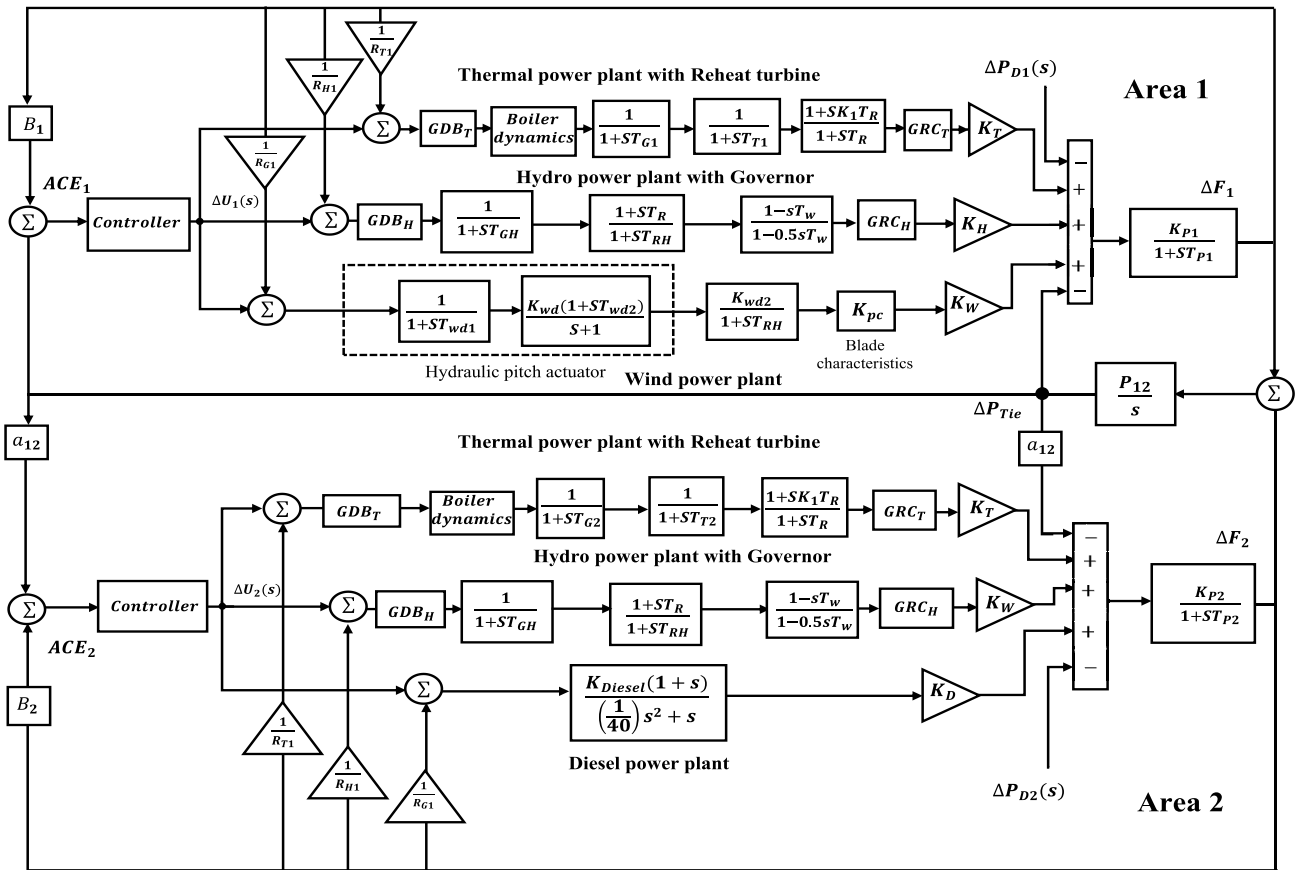 1/R_T1
1/R_H1
1/R_G1
Thermal power plant with Reheat turbine
ΔP_D1(s)
Area 1
B_1
Σ
GDB_T
Boiler dynamics
1/(1+ST_G1)
1/(1+ST_T1)
(1+SK_1T_R)/(1+ST_R)
GRC_T
K_T
−
+
+
+
−
ACE_1
Σ
Controller
ΔU_1(s)
Hydro power plant with Governor
Σ
GDB_H
1/(1+ST_GH)
(1+ST_R)/(1+ST_RH)
(1−sT_w)/(1−0.5sT_w)
GRC_H
K_H
K_P1/(1+ST_P1)
ΔF_1
Σ
1/(1+ST_wd1)
K_wd(1+ST_wd2)/(S+1)
K_wd2/(1+ST_RH)
K_pc
K_W
Hydraulic pitch actuator
Blade
characteristics
Wind power plant
ΔP_Tie
P_12/s
Σ
a_12
a_12
Thermal power plant with Reheat turbine
Σ
GDB_T
Boiler dynamics
1/(1+ST_G2)
1/(1+ST_T2)
(1+SK_1T_R)/(1+ST_R)
GRC_T
K_T
−
+
+
+
−
Hydro power plant with Governor
Σ
ACE_2
Controller
ΔU_2(s)
Σ
GDB_H
1/(1+ST_GH)
(1+ST_R)/(1+ST_RH)
(1−sT_w)/(1−0.5sT_w)
GRC_H
K_W
K_P2/(1+ST_P2)
ΔF_2
B_2
Σ
K_Diesel(1 + s)/((1/40)s² + s)
K_D
Diesel power plant
1/R_T1
1/R_H1
1/R_G1
ΔP_D2(s)
Area 2